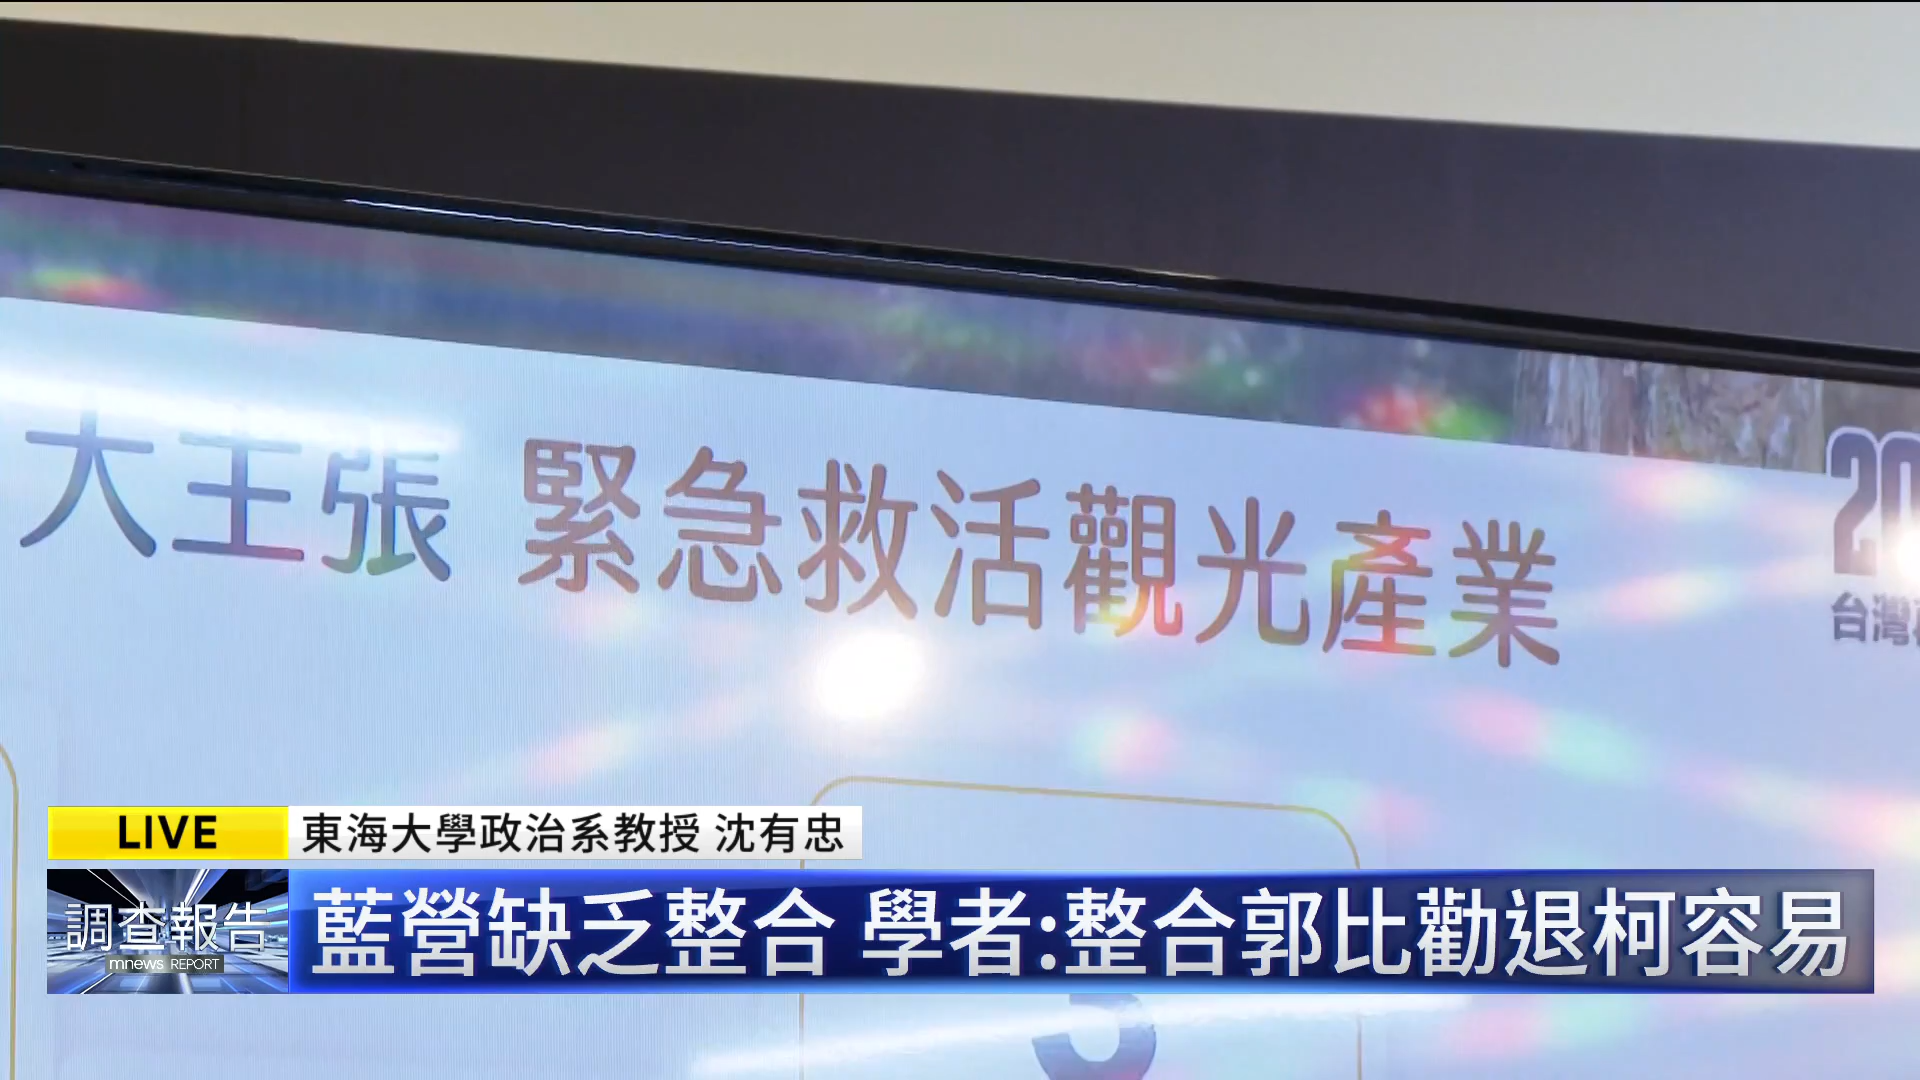 大主張 緊急救活觀光產業
20
台灣
LIVE
東海大學政治系教授 沈有忠
調查報告
mnews REPORT
藍營缺乏整合 學者:整合郭比勸退柯容易